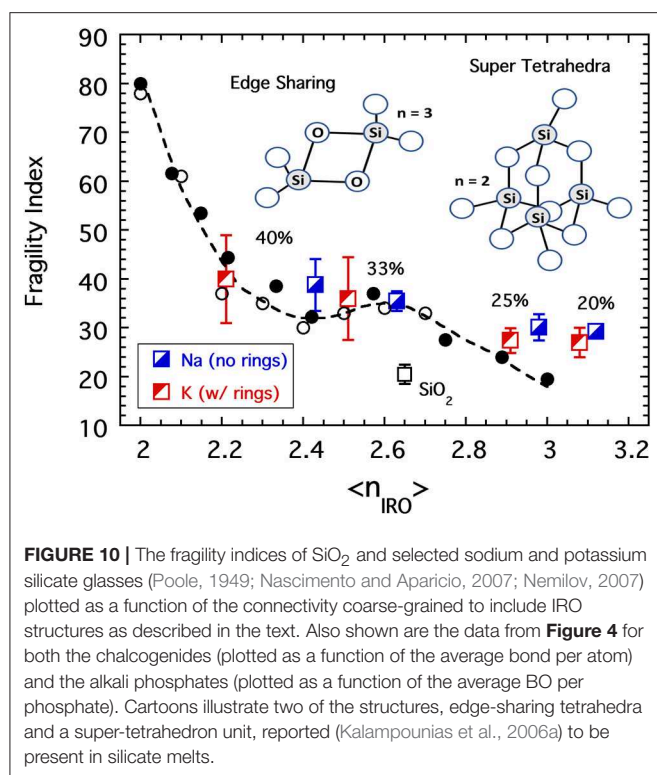 90
80
70
60
50
40
30
20
10
Fragility Index
Edge Sharing
Super Tetrahedra
O
Si
n = 3
Si
O
Si
n = 2
Si
Si
Si
40%
33%
25%
20%
Na (no rings)
K (w/ rings)
SiO₂
2
2.2
2.4
2.6
2.8
3
3.2
<n_IRO>
FIGURE 10 | The fragility indices of SiO₂ and selected sodium and potassium
silicate glasses (Poole, 1949; Nascimento and Aparicio, 2007; Nemilov, 2007)
plotted as a function of the connectivity coarse-grained to include IRO
structures as described in the text. Also shown are the data from Figure 4 for
both the chalcogenides (plotted as a function of the average bond per atom)
and the alkali phosphates (plotted as a function of the average BO per
phosphate). Cartoons illustrate two of the structures, edge-sharing tetrahedra
and a super-tetrahedron unit, reported (Kalampounias et al., 2006a) to be
present in silicate melts.